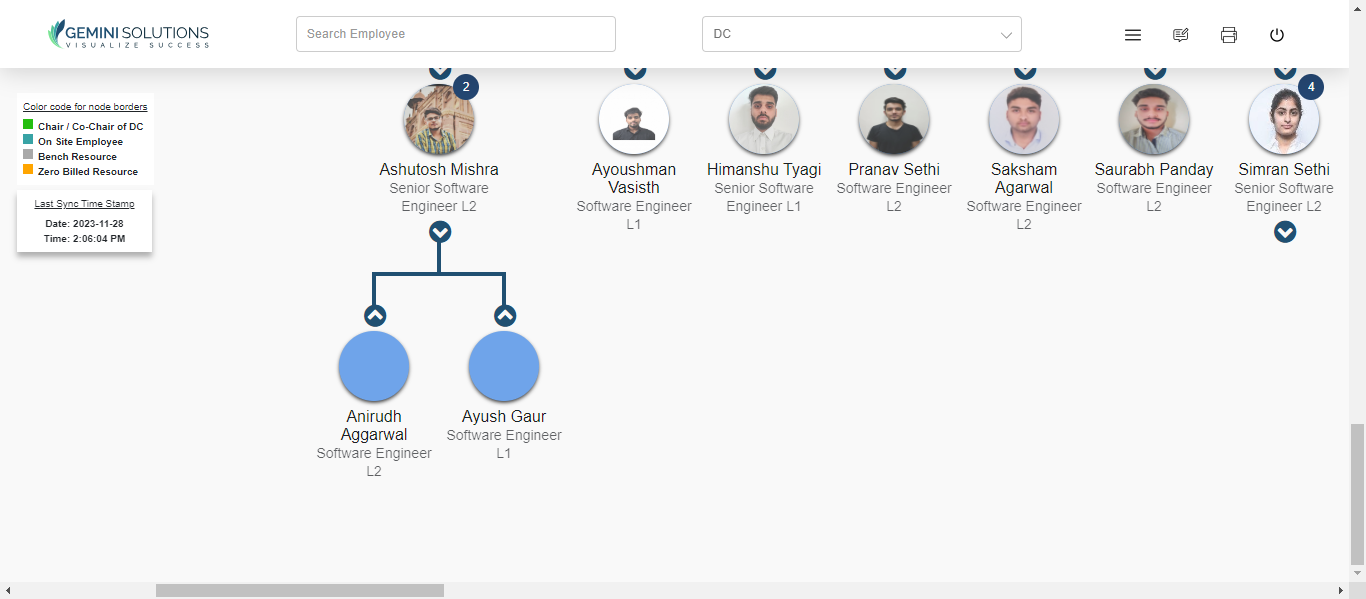 GEMINI SOLUTIONS
VISUALIZE SUCCESS
Search Employee
DC
Color code for node borders
Chair / Co-Chair of DC
On Site Employee
Bench Resource
Zero Billed Resource
Last Sync Time Stamp
Date: 2023-11-28
Time: 2:06:04 PM
2
Ashutosh Mishra
Senior Software
Engineer L2
Ayoushman
Vasisth
Software Engineer
L1
Himanshu Tyagi
Senior Software
Engineer L1
Pranav Sethi
Software Engineer
L2
Saksham
Agarwal
Software Engineer
L2
Saurabh Panday
Software Engineer
L2
4
Simran Sethi
Senior Software
Engineer L2
Anirudh
Aggarwal
Software Engineer
L2
Ayush Gaur
Software Engineer
L1